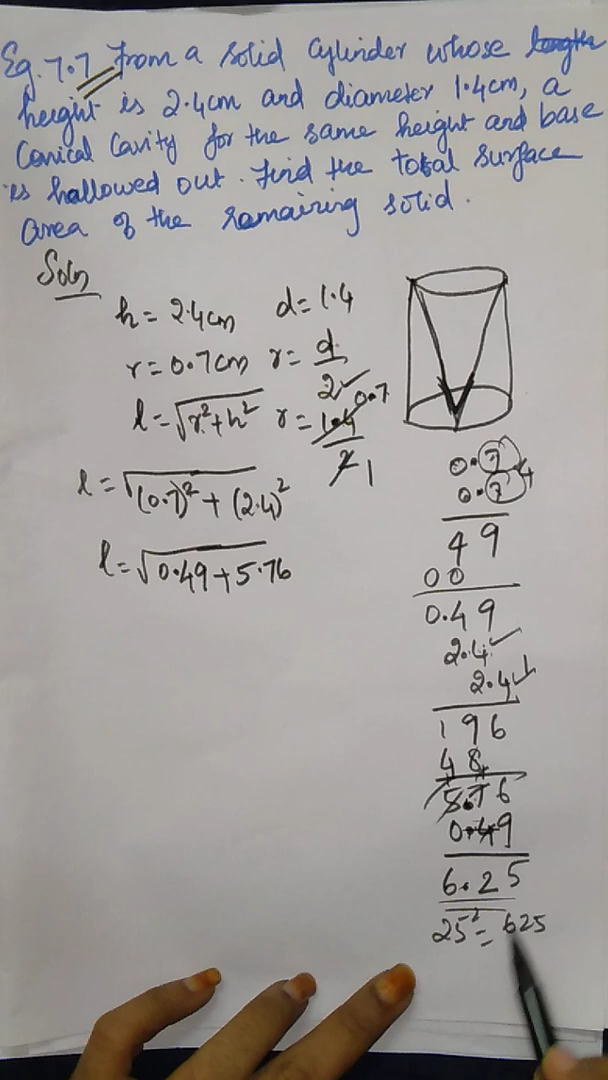 Eg. 7.7 From a solid cylinder whose length
height is 2.4cm and diameter 1.4cm, a
conical cavity for the same height and base
is hallowed out. Find the total surface
area of the remaining solid.
Soln
h = 2.4cm d = 1.4
r = 0.7cm r = d/2
l = √r²+h² r = 1.4/2 0.7 1
l = √(0.7)² + (2.4)²
l = √0.49 + 5.76
0.7
0.7
49
00
0.49
2.4
2.4
196
48
5.76
0.49
6.25
25² = 625